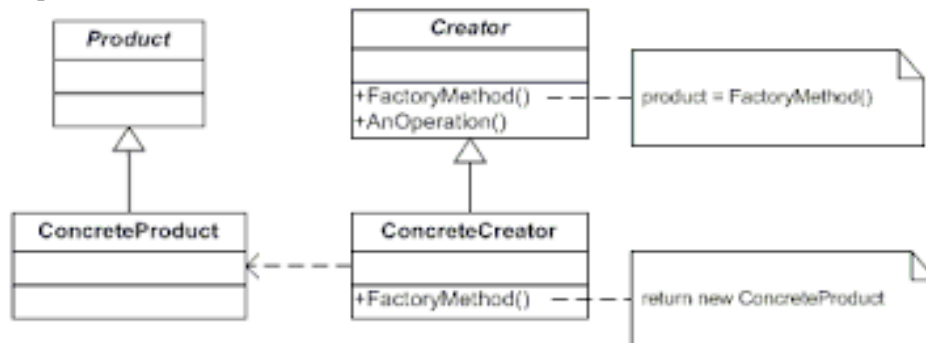 Product
Creator
+FactoryMethod()
+AnOperation()
product = FactoryMethod()
ConcreteProduct
ConcreteCreator
+FactoryMethod()
return new ConcreteProduct